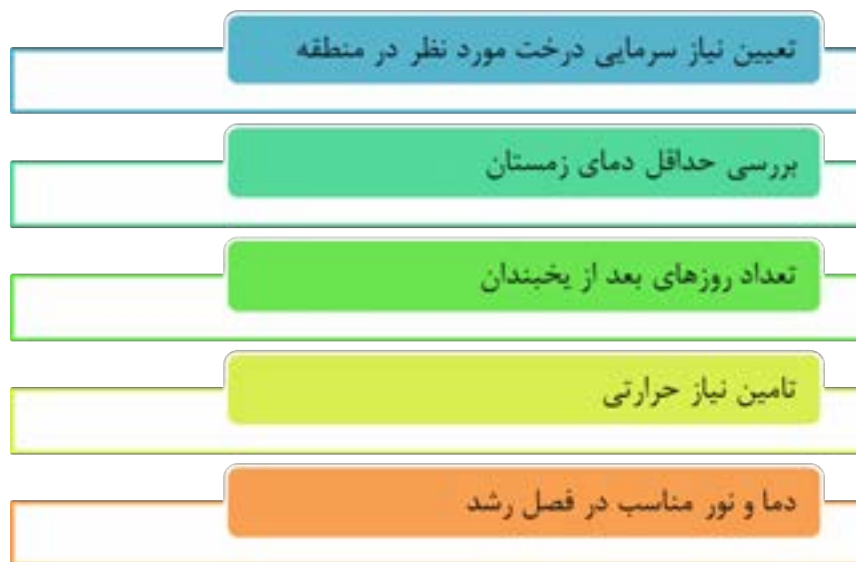 تعیین نیاز سرمایی درخت مورد نظر در منطقه
بررسی حداقل دمای زمستان
تعداد روزهای بعد از یخبندان
تامین نیاز حرارتی
دما و نور مناسب در فصل رشد